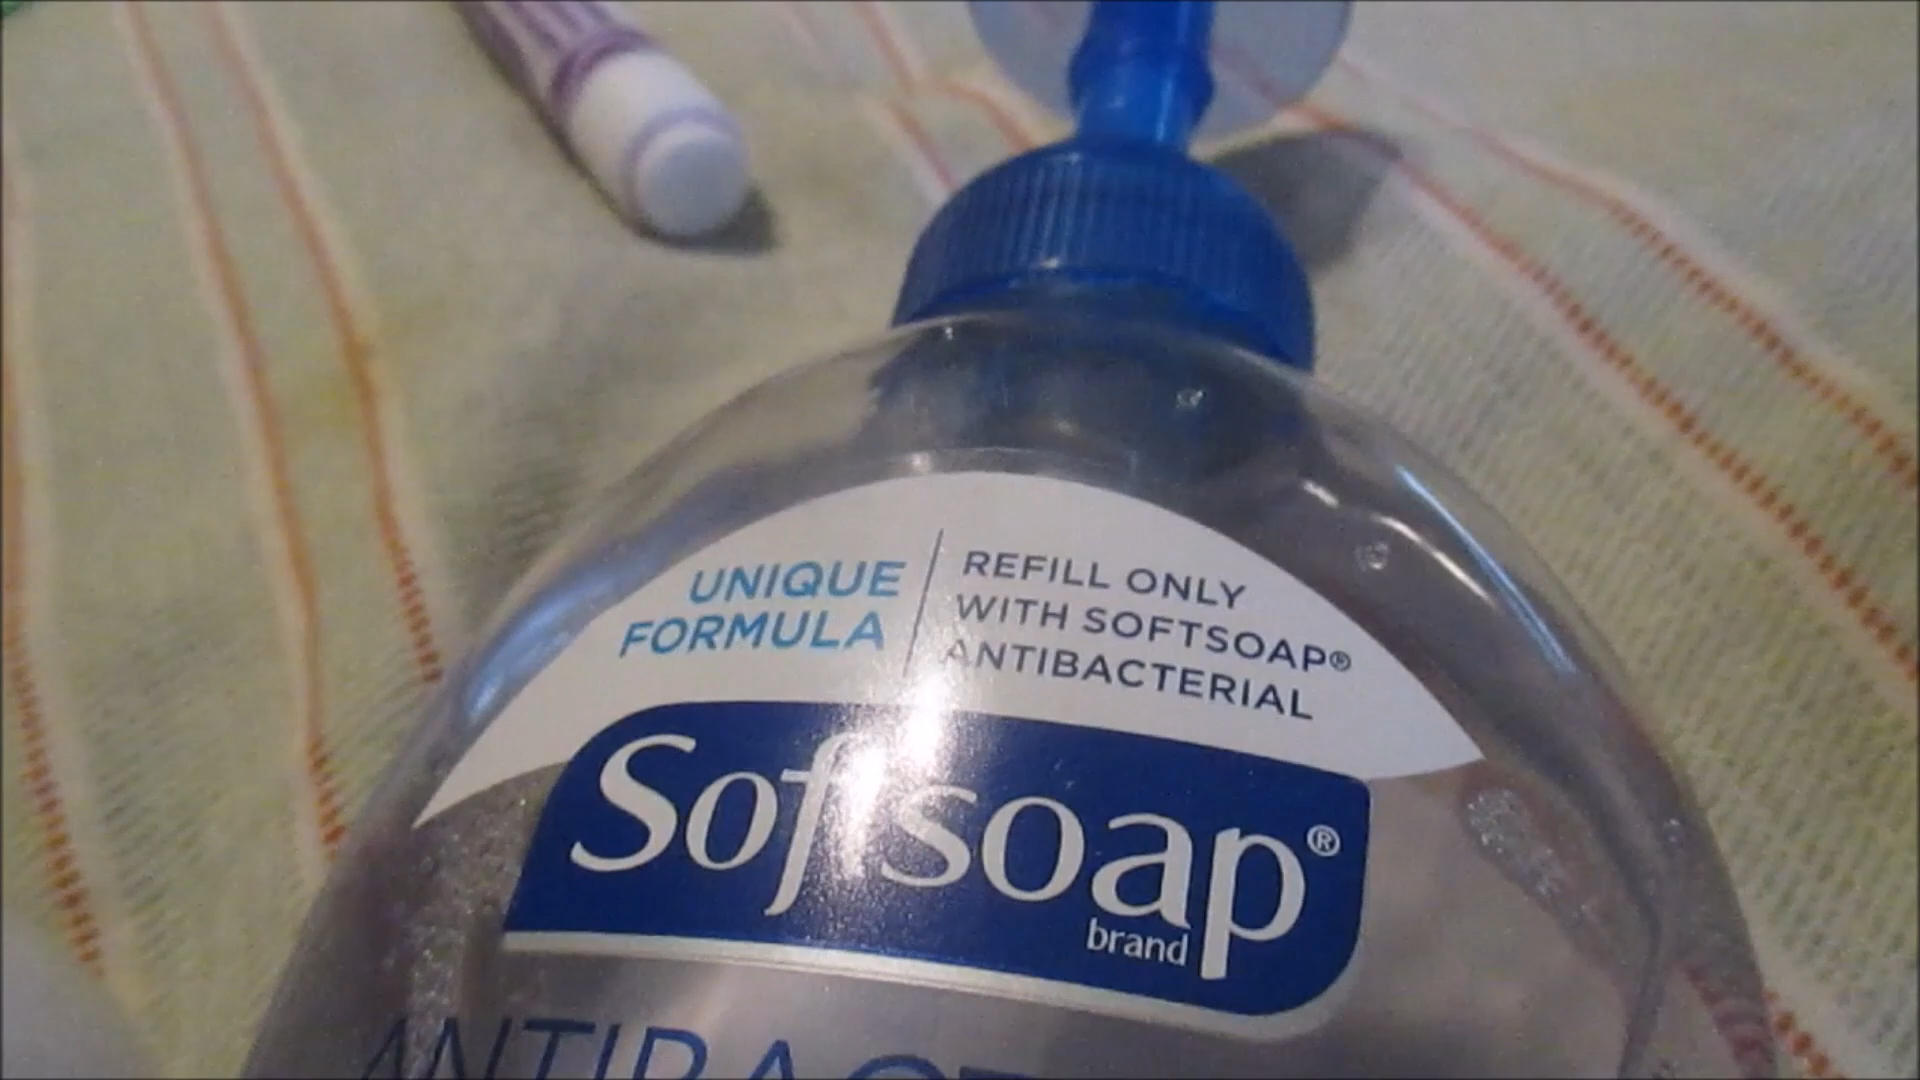 UNIQUE
FORMULA
REFILL ONLY
WITH SOFTSOAP®
ANTIBACTERIAL
Softsoap®
brand